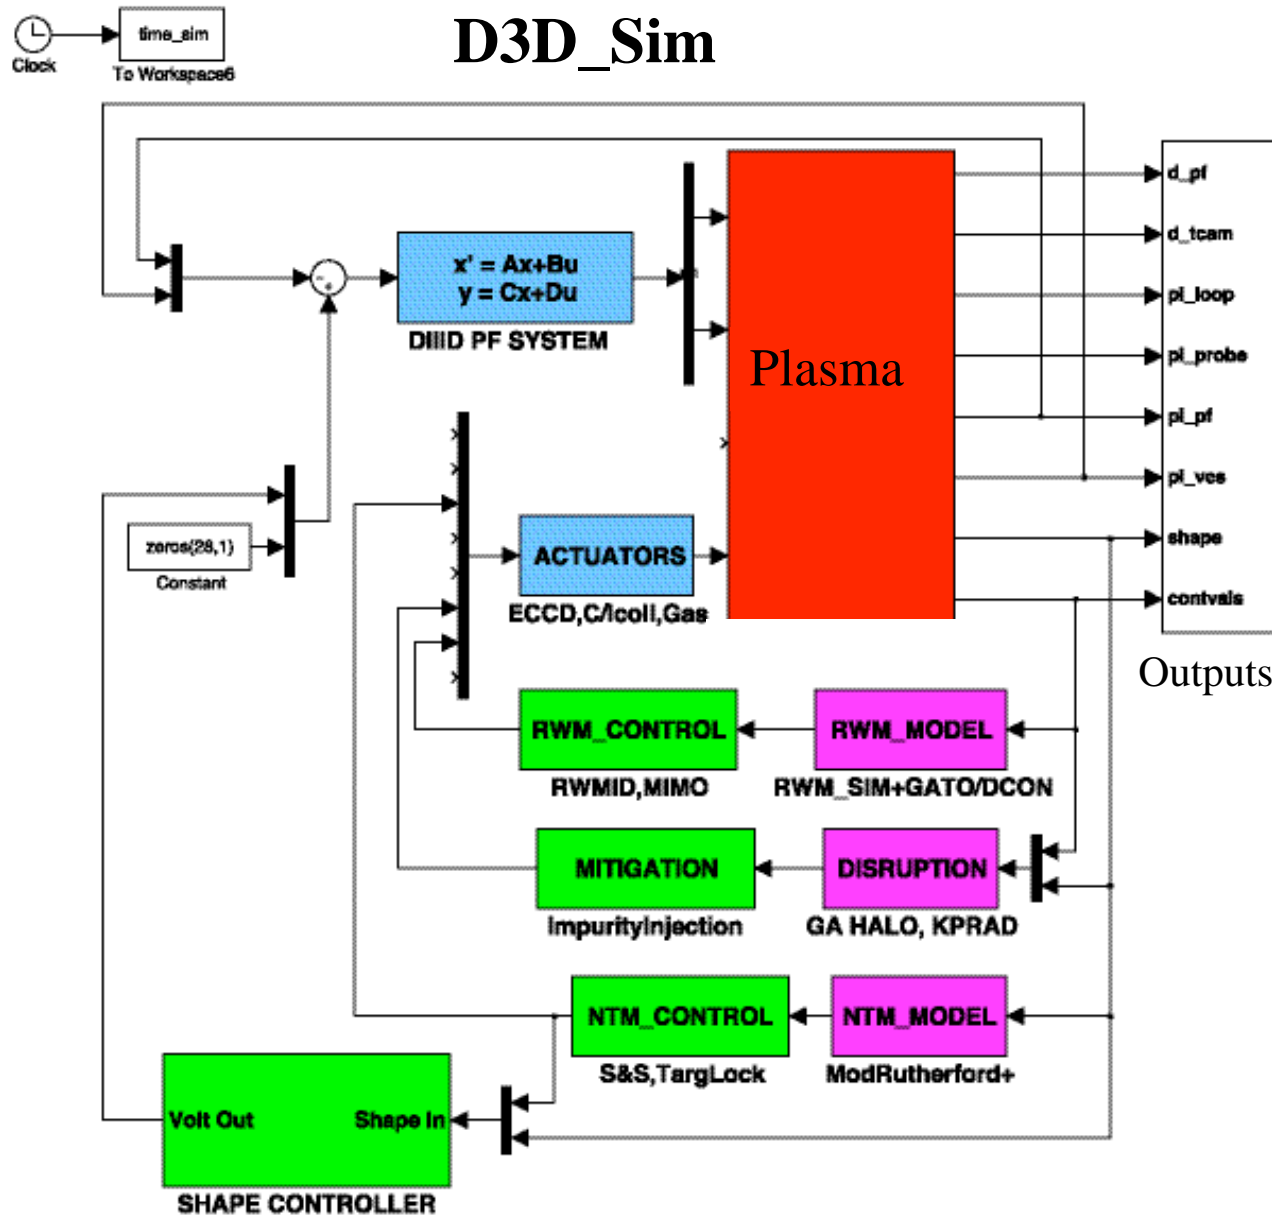 D3D_Sim
time_sim
Clock
To Workspace6
x' = Ax+Bu
y = Cx+Du
DIIID PF SYSTEM
Plasma
d_pf
d_tcam
pl_loop
pl_probe
pl_pf
pl_ves
shape
contvals
Outputs
zeros(28,1)
Constant
ACTUATORS
ECCD,C/Icoil,Gas
RWM_CONTROL
RWMID,MIMO
RWM_MODEL
RWM_SIM+GATO/DCON
MITIGATION
ImpurityInjection
DISRUPTION
GA HALO, KPRAD
NTM_CONTROL
S&S,TargLock
NTM_MODEL
ModRutherford+
Volt Out
Shape In
SHAPE CONTROLLER